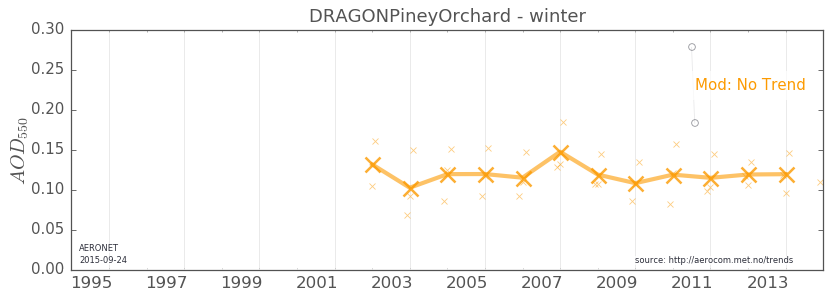 DRAGONPineyOrchard - winter
0.30
0.25
0.20
0.15
0.10
0.05
0.00
AOD550
Mod: No Trend
AERONET
2015-09-24
source: http://aerocom.met.no/trends
1995 1997 1999 2001 2003 2005 2007 2009 2011 2013